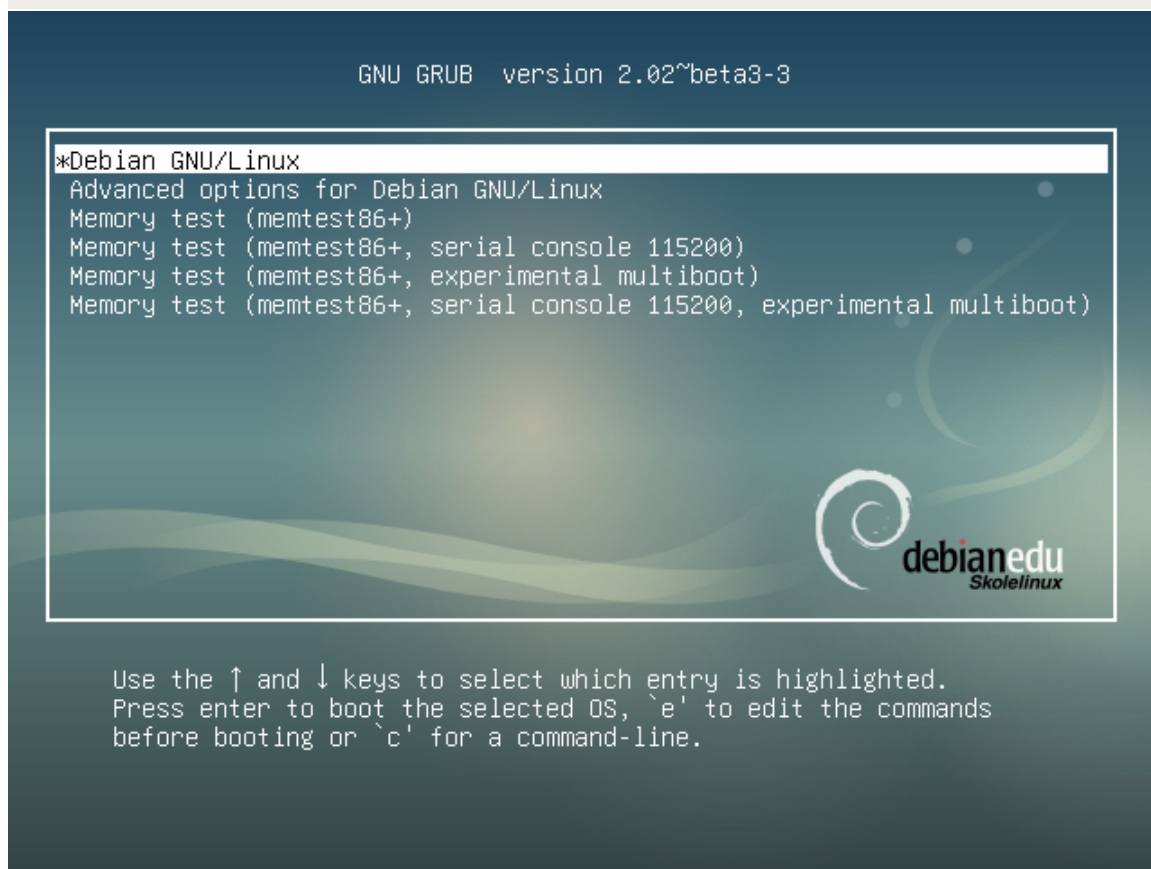 GNU GRUB  version 2.02~beta3-3
*Debian GNU/Linux
Advanced options for Debian GNU/Linux
Memory test (memtest86+)
Memory test (memtest86+, serial console 115200)
Memory test (memtest86+, experimental multiboot)
Memory test (memtest86+, serial console 115200, experimental multiboot)
debianedu
Skolelinux
Use the ↑ and ↓ keys to select which entry is highlighted.
Press enter to boot the selected OS, `e' to edit the commands
before booting or `c' for a command-line.